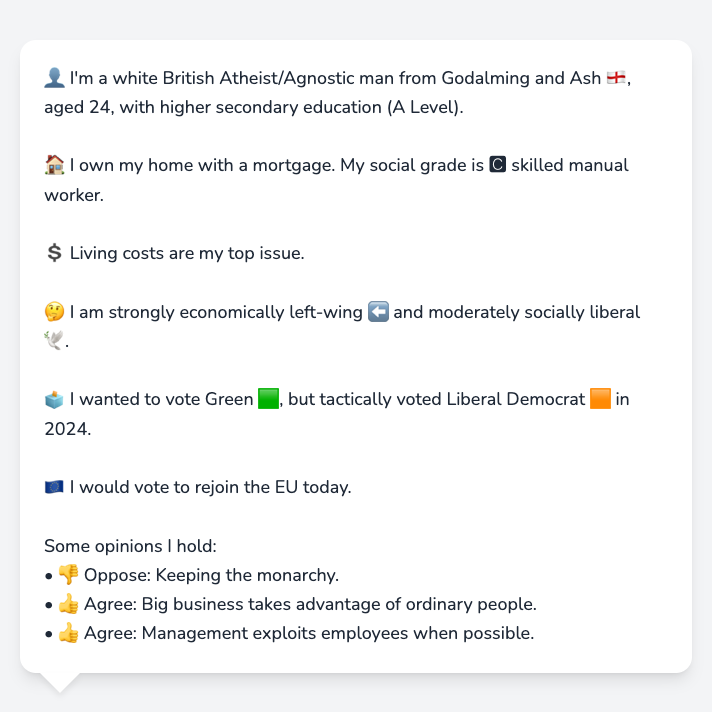 👤 I'm a white British Atheist/Agnostic man from Godalming and Ash 🏴󠁧󠁢󠁥󠁮󠁧󠁿,
aged 24, with higher secondary education (A Level).
🏠 I own my home with a mortgage. My social grade is 🅲 skilled manual
worker.
💲 Living costs are my top issue.
🤔 I am strongly economically left-wing ⬅️ and moderately socially liberal
🕊️.
🗳️ I wanted to vote Green 🟩, but tactically voted Liberal Democrat 🟧 in
2024.
🇪🇺 I would vote to rejoin the EU today.
Some opinions I hold:
• 👎 Oppose: Keeping the monarchy.
• 👍 Agree: Big business takes advantage of ordinary people.
• 👍 Agree: Management exploits employees when possible.